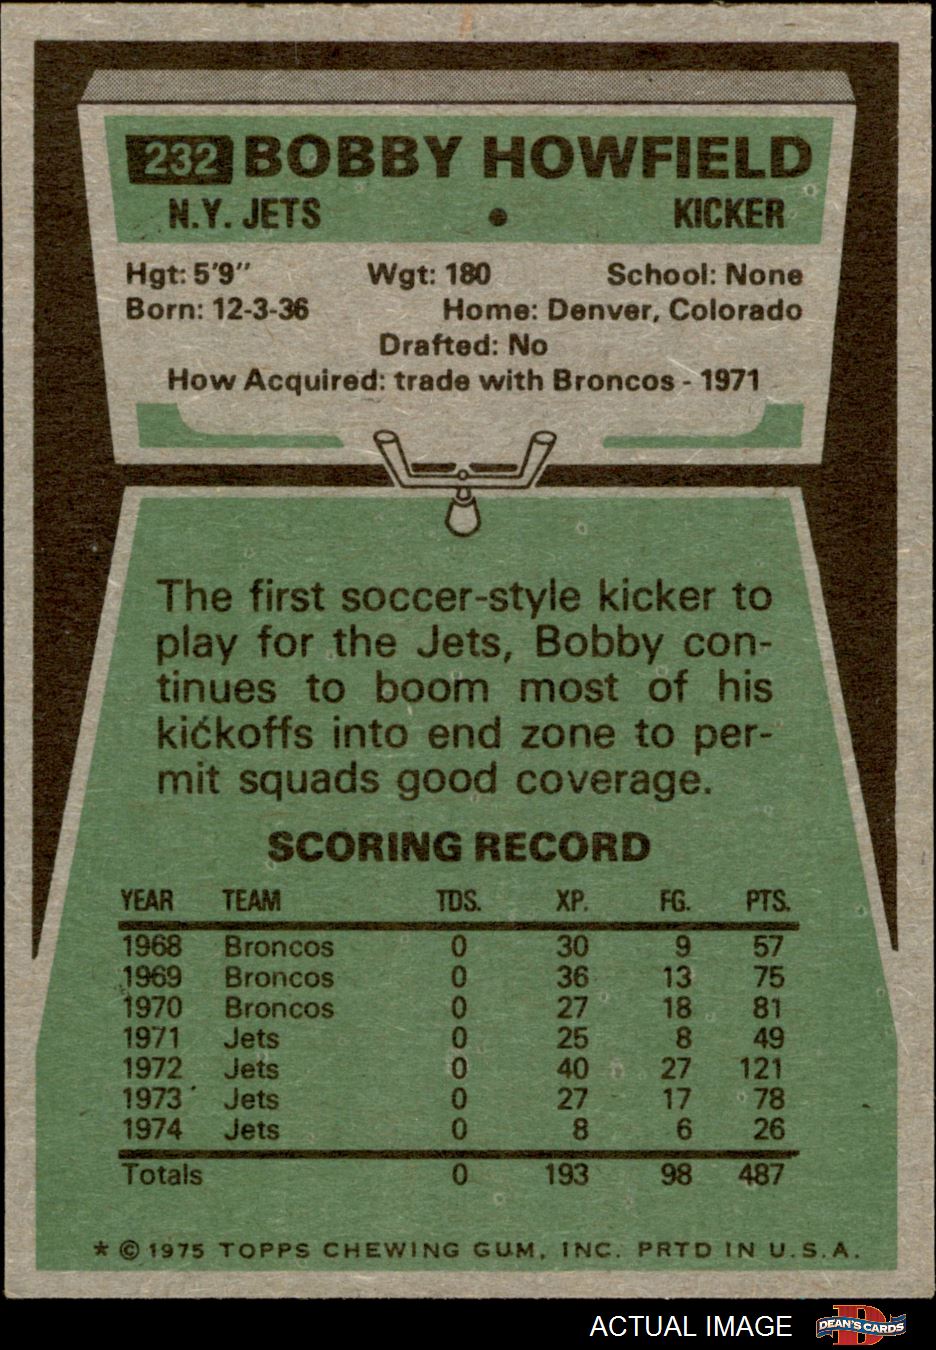 232 BOBBY HOWFIELD
N.Y. JETS • KICKER
Hgt: 5'9" Wgt: 180 School: None
Born: 12-3-36 Home: Denver, Colorado
Drafted: No
How Acquired: trade with Broncos - 1971
The first soccer-style kicker to
play for the Jets, Bobby con-
tinues to boom most of his
kickoffs into end zone to per-
mit squads good coverage.
SCORING RECORD
YEAR TEAM TDS. XP. FG. PTS.
1968 Broncos 0 30 9 57
1969 Broncos 0 36 13 75
1970 Broncos 0 27 18 81
1971 Jets 0 25 8 49
1972 Jets 0 40 27 121
1973 Jets 0 27 17 78
1974 Jets 0 8 6 26
Totals 0 193 98 487
* © 1975 TOPPS CHEWING GUM, INC. PRTD IN U.S.A.
ACTUAL IMAGE D DEAN'S CARDS